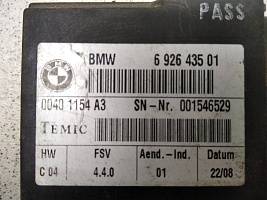 PASS
BMW 6 926 435 01
0040 1154 A3 SN-Nr. 001546529
TEMIC
HW FSV Aend.-Ind. DATE
C 04 4.4.0 01 22/08